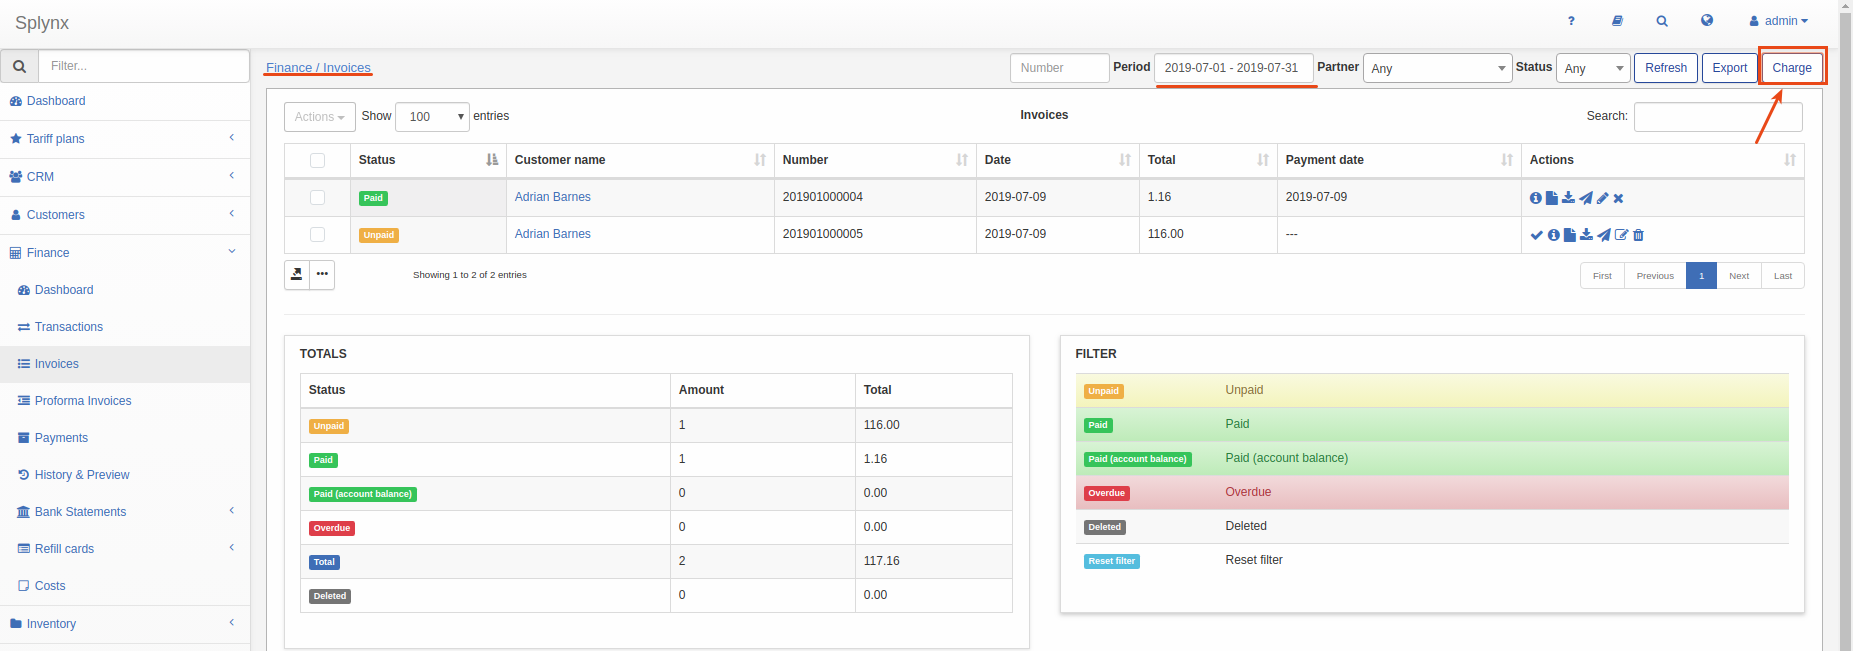 Splynx
? admin
Filter...
Finance / Invoices
Number Period 2019-07-01 - 2019-07-31 Partner Any Status Any Refresh Export Charge
Dashboard
Tariff plans
CRM
Customers
Finance
Dashboard
Transactions
Invoices
Proforma Invoices
Payments
History & Preview
Bank Statements
Refill cards
Costs
Inventory
Actions Show 100 entries
Invoices
Search:
Status Customer name Number Date Total Payment date Actions
Paid Adrian Barnes 201901000004 2019-07-09 1.16 2019-07-09
Unpaid Adrian Barnes 201901000005 2019-07-09 116.00 ---
Showing 1 to 2 of 2 entries
First Previous 1 Next Last
TOTALS
Status Amount Total
Unpaid 1 116.00
Paid 1 1.16
Paid (account balance) 0 0.00
Overdue 0 0.00
Total 2 117.16
Deleted 0 0.00
FILTER
Unpaid Unpaid
Paid Paid
Paid (account balance) Paid (account balance)
Overdue Overdue
Deleted Deleted
Reset filter Reset filter